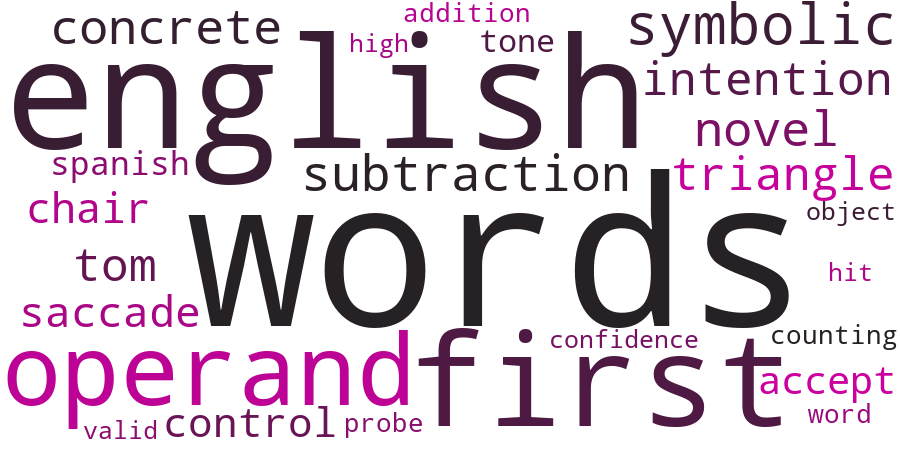 addition
concrete
symbolic
high
tone
english
intention
novel
spanish
subtraction
triangle
chair
words
object
tom
hit
saccade
operand
first
confidence
counting
accept
valid
control
probe
word